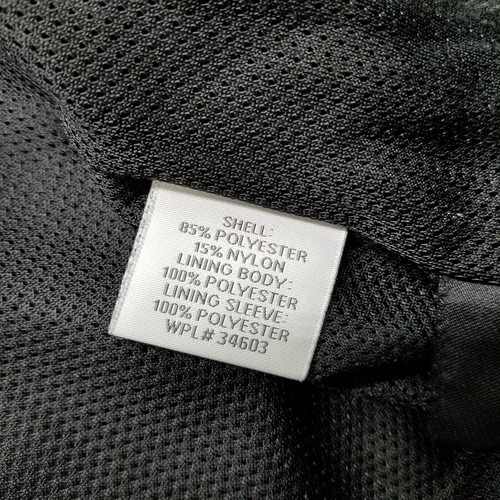 SHELL:
85% POLYESTER
15% NYLON
LINING BODY:
100% POLYESTER
LINING SLEEVE:
100% POLYESTER
WPL# 34603